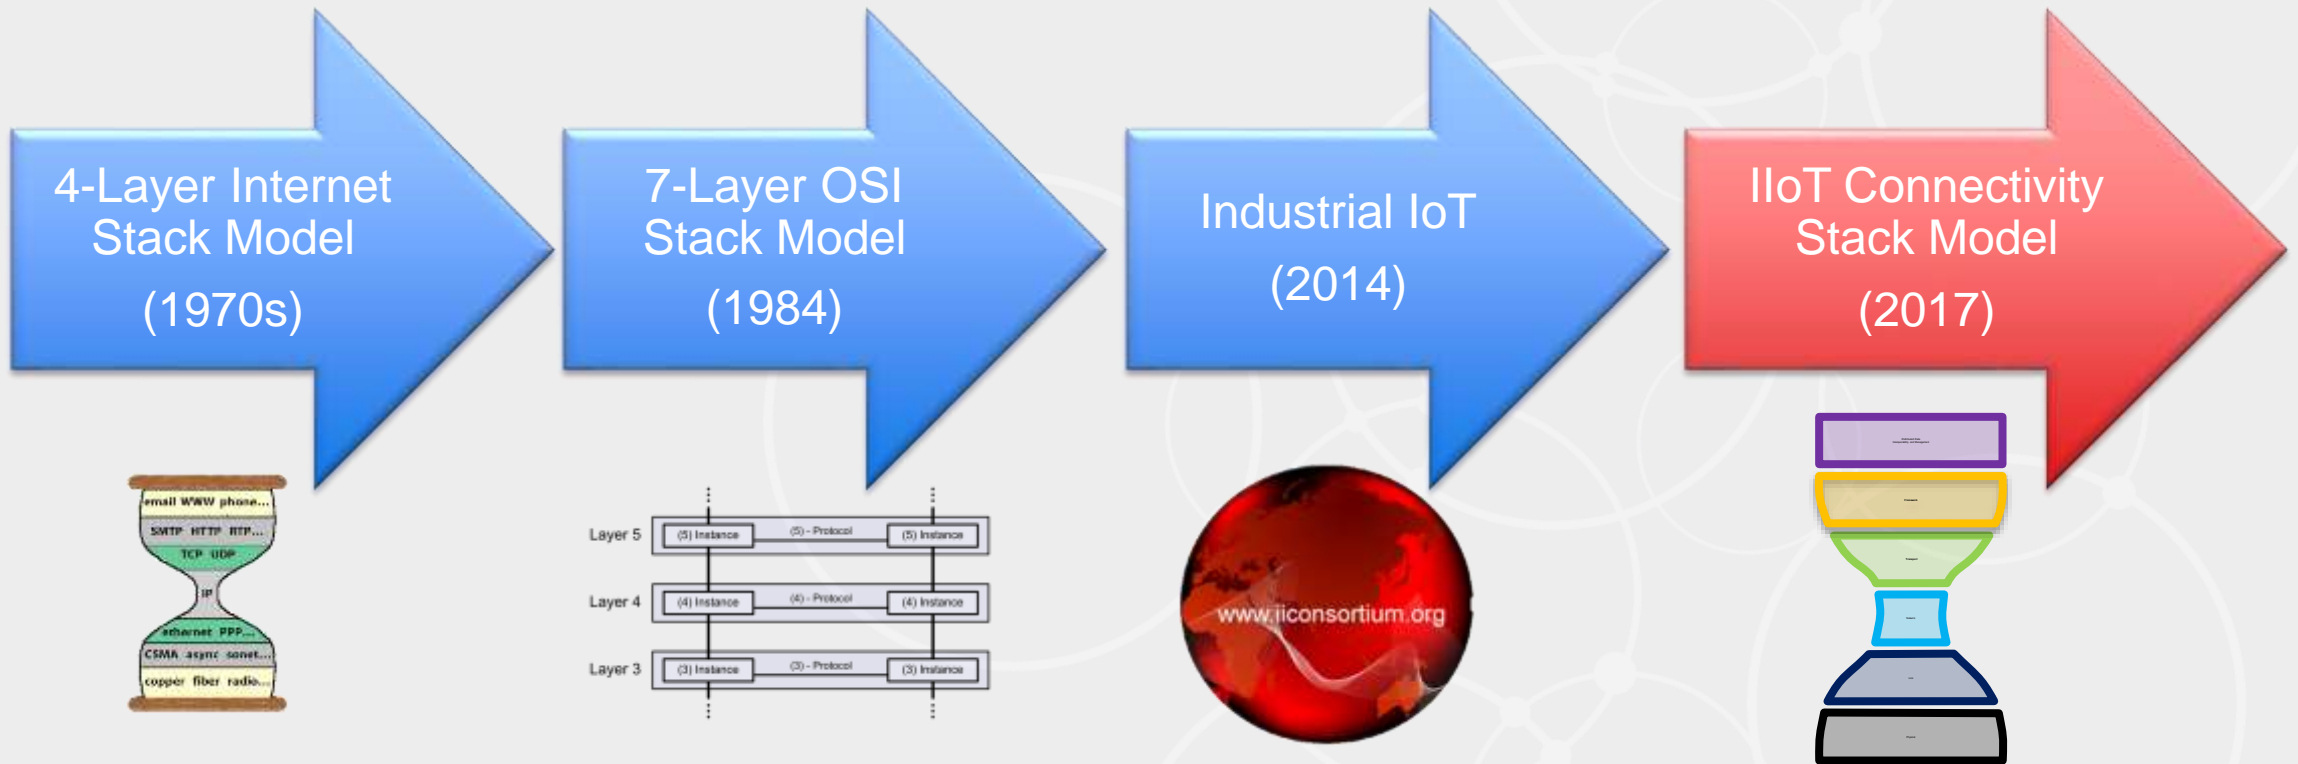 4-Layer Internet
Stack Model
(1970s)
7-Layer OSI
Stack Model
(1984)
Industrial IoT
(2014)
IIoT Connectivity
Stack Model
(2017)
email WWW phone...
SMTP HTTP RTP...
TCP UDP
IP
ethernet PPP...
CSMA async sonet...
copper fiber radio...
Layer 5
(5) Instance
(5) - Protocol
(5) Instance
Layer 4
(4) Instance
(4) - Protocol
(4) Instance
Layer 3
(3) Instance
(3) - Protocol
(3) Instance
www.iiconsortium.org